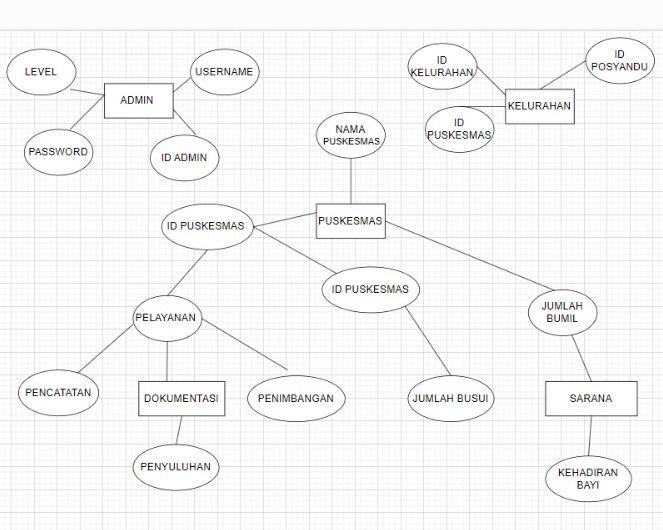 LEVEL
USERNAME
ADMIN
PASSWORD
ID ADMIN
ID
KELURAHAN
ID
POSYANDU
KELURAHAN
ID
PUSKESMAS
NAMA
PUSKESMAS
ID PUSKESMAS
PUSKESMAS
ID PUSKESMAS
PELAYANAN
JUMLAH
BUMIL
PENCATATAN
DOKUMENTASI
PENIMBANGAN
JUMLAH BUSUI
SARANA
PENYULUHAN
KEHADIRAN
BAYI